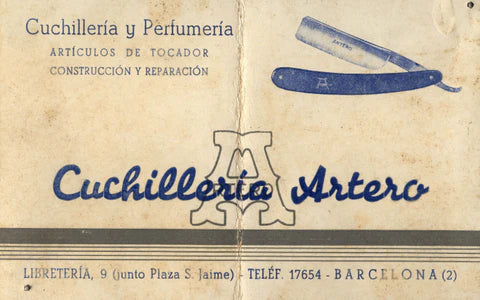 Cuchillería y Perfumería
ARTÍCULOS DE TOCADOR
CONSTRUCCIÓN Y REPARACIÓN
ARTERO
A
Cuchillería Artero
LIBRETERÍA, 9 (junto Plaza S. Jaime) - TELÉF. 17654 - BARCELONA (2)